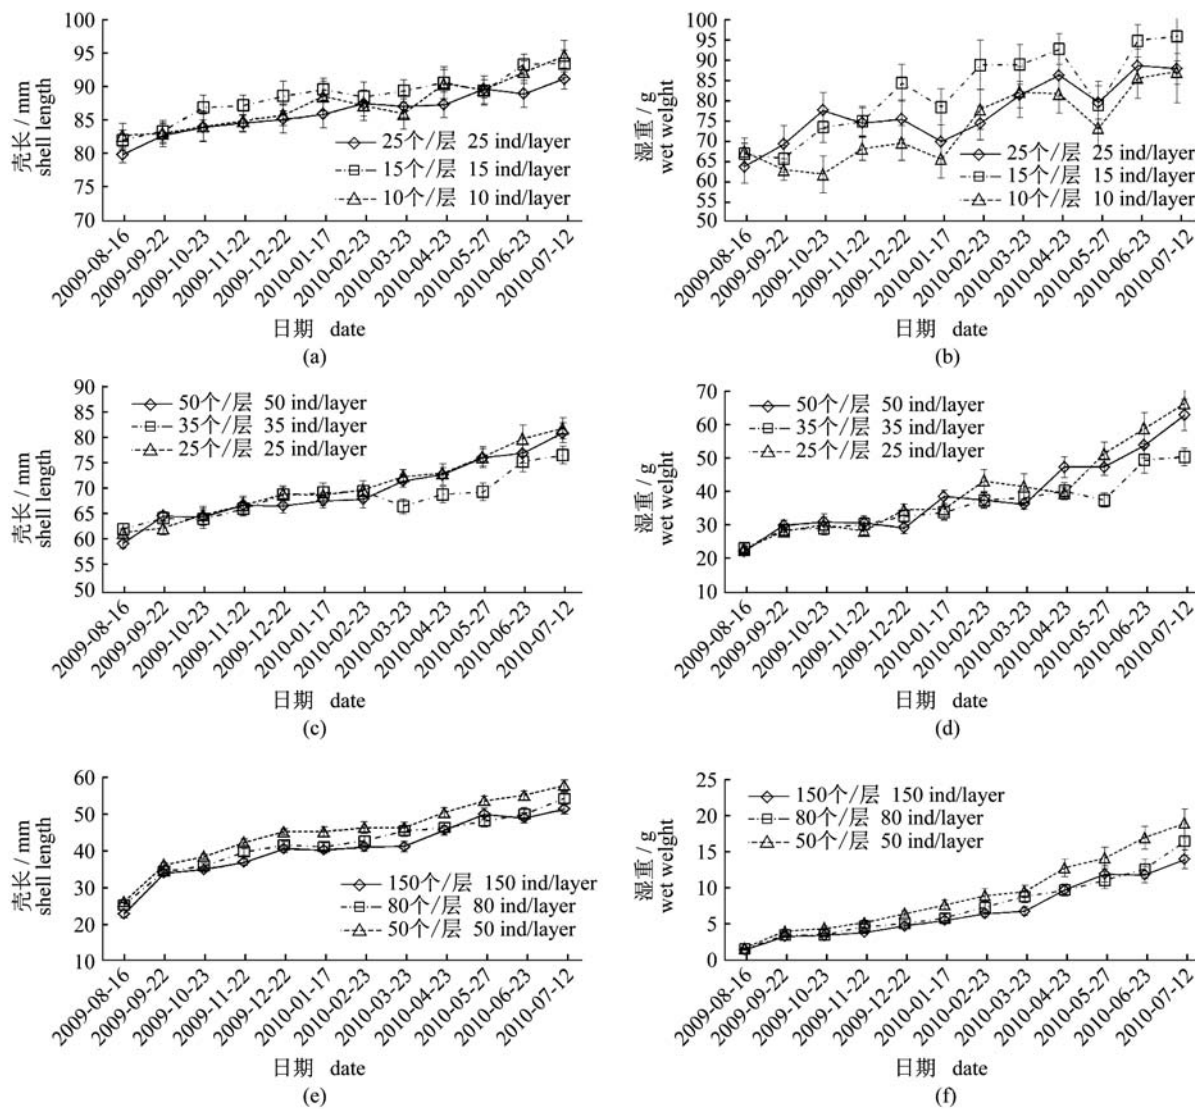 壳长 / mm
shell length
100
95
90
85
80
75
70
25个/层 25 ind/layer
15个/层 15 ind/layer
10个/层 10 ind/layer
2009-08-16
2009-09-22
2009-10-23
2009-11-22
2009-12-22
2010-01-17
2010-02-23
2010-03-23
2010-04-23
2010-05-27
2010-06-23
2010-07-12
日期 date
(a)
湿重 / g
wet welght
100
95
90
85
80
75
70
65
60
55
50
25个/层 25 ind/layer
15个/层 15 ind/layer
10个/层 10 ind/layer
2009-08-16
2009-09-22
2009-10-23
2009-11-22
2009-12-22
2010-01-17
2010-02-23
2010-03-23
2010-04-23
2010-05-27
2010-06-23
2010-07-12
日期 date
(b)
壳长 / mm
shell length
90
85
80
75
70
65
60
55
50
50个/层 50 ind/layer
35个/层 35 ind/layer
25个/层 25 ind/layer
2009-08-16
2009-09-22
2009-10-23
2009-11-22
2009-12-22
2010-01-17
2010-02-23
2010-03-23
2010-04-23
2010-05-27
2010-06-23
2010-07-12
日期 date
(c)
湿重 / g
wet welght
70
60
50
40
30
20
10
50个/层 50 ind/layer
35个/层 35 ind/layer
25个/层 25 ind/layer
2009-08-16
2009-09-22
2009-10-23
2009-11-22
2009-12-22
2010-01-17
2010-02-23
2010-03-23
2010-04-23
2010-05-27
2010-06-23
2010-07-12
日期 date
(d)
壳长 / mm
shell length
60
50
40
30
20
10
150个/层 150 ind/layer
80个/层 80 ind/layer
50个/层 50 ind/layer
2009-08-16
2009-09-22
2009-10-23
2009-11-22
2009-12-22
2010-01-17
2010-02-23
2010-03-23
2010-04-23
2010-05-27
2010-06-23
2010-07-12
日期 date
(e)
湿重 / g
wet welght
25
20
15
10
5
0
150个/层 150 ind/layer
80个/层 80 ind/layer
50个/层 50 ind/layer
2009-08-16
2009-09-22
2009-10-23
2009-11-22
2009-12-22
2010-01-17
2010-02-23
2010-03-23
2010-04-23
2010-05-27
2010-06-23
2010-07-12
日期 date
(f)